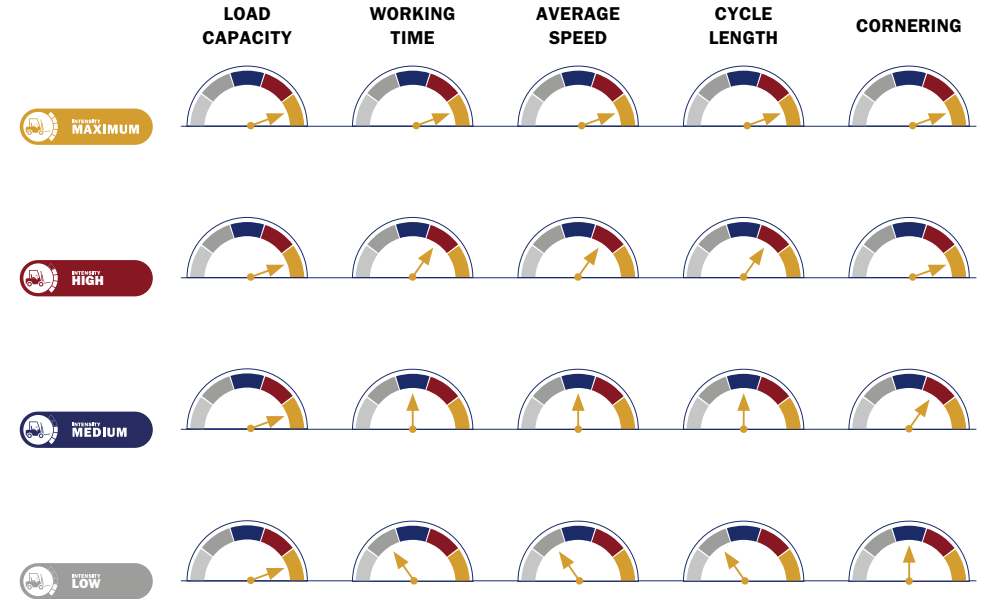 LOAD
CAPACITY
WORKING
TIME
AVERAGE
SPEED
CYCLE
LENGTH
CORNERING
INTENSITY
MAXIMUM
INTENSITY
HIGH
INTENSITY
MEDIUM
INTENSITY
LOW